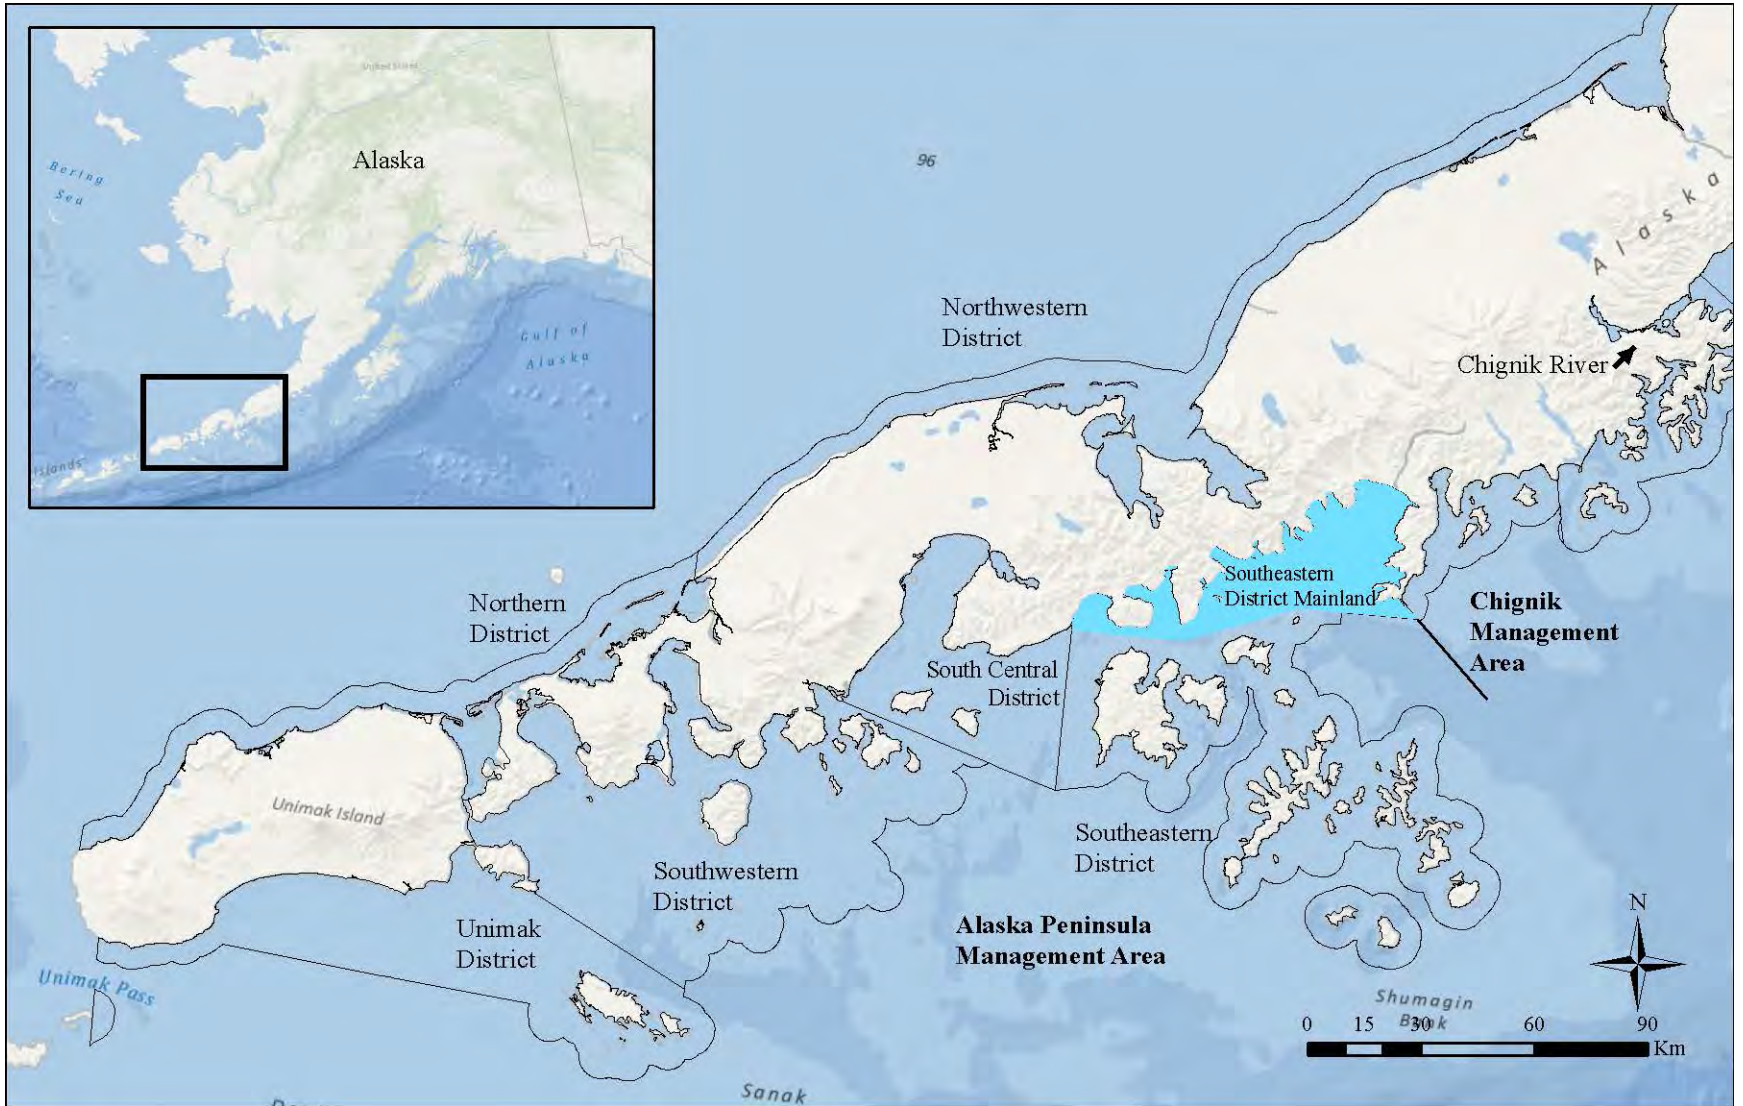 United States
Alaska
Bering
Sea
Gulf of
Alaska
Islands
96
Alaska
Northwestern
District
Chignik River
Northern
District
Southeastern
District Mainland
Chignik
Management
Area
South Central
District
Unimak Island
Southwestern
District
Southeastern
District
Unimak
District
Alaska Peninsula
Management Area
Unimak Pass
N
Shumagin
Bank
0 15 30 60 90
Km
Sanak